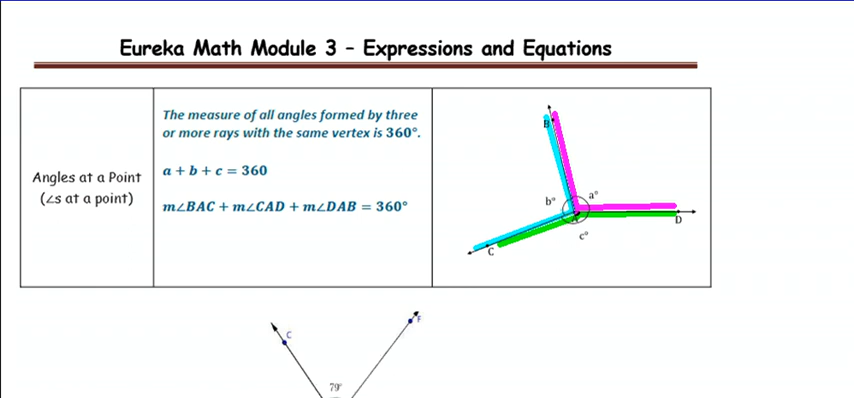 Eureka Math Module 3 – Expressions and Equations
Angles at a Point
(∠s at a point)
The measure of all angles formed by three
or more rays with the same vertex is 360°.
a + b + c = 360
m∠BAC + m∠CAD + m∠DAB = 360°
B
b°
a°
A
D
c°
C
C
F
79°